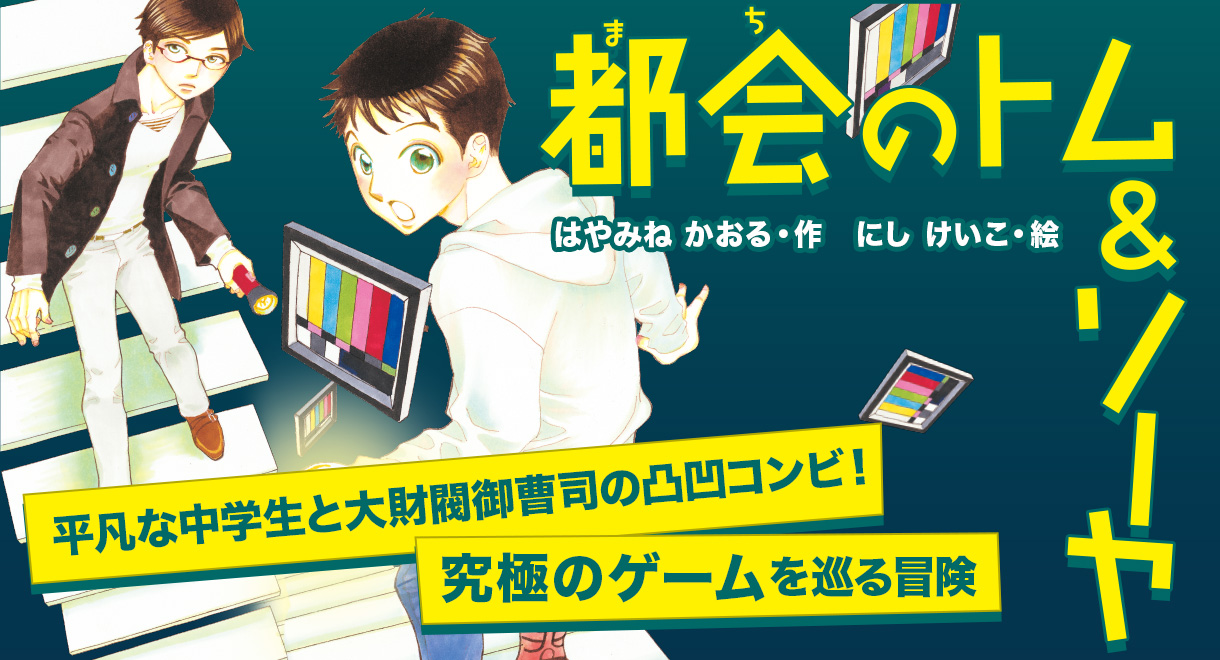 都会のトム&ソーヤ
まち
はやみね かおる・作　にし けいこ・絵
平凡な中学生と大財閥御曹司の凸凹コンビ!
究極のゲームを巡る冒険